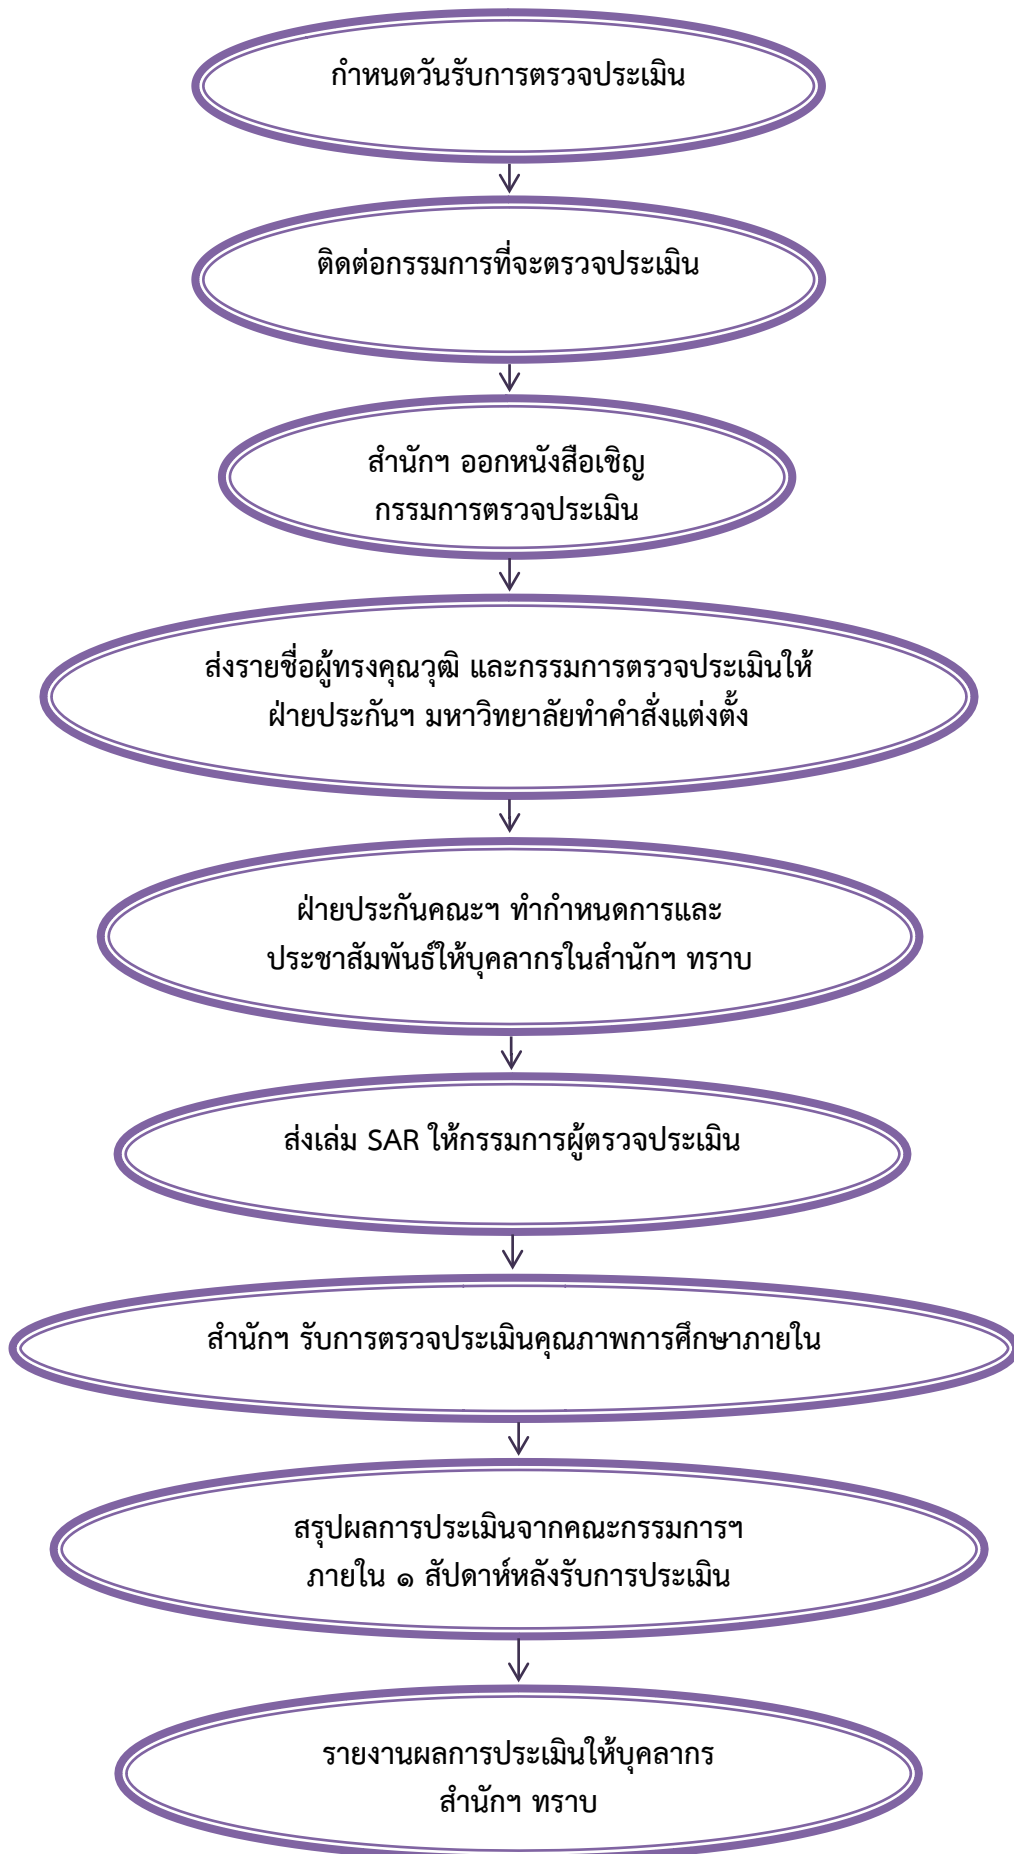 กำหนดวันรับการตรวจประเมิน
ติดต่อกรรมการที่จะตรวจประเมิน
สำนักฯ ออกหนังสือเชิญ
กรรมการตรวจประเมิน
ส่งรายชื่อผู้ทรงคุณวุฒิ และกรรมการตรวจประเมินให้
ฝ่ายประกันฯ มหาวิทยาลัยทำคำสั่งแต่งตั้ง
ฝ่ายประกันคณะฯ ทำกำหนดการและ
ประชาสัมพันธ์ให้บุคลากรในสำนักฯ ทราบ
ส่งเล่ม SAR ให้กรรมการผู้ตรวจประเมิน
สำนักฯ รับการตรวจประเมินคุณภาพการศึกษาภายใน
สรุปผลการประเมินจากคณะกรรมการฯ
ภายใน ๑ สัปดาห์หลังรับการประเมิน
รายงานผลการประเมินให้บุคลากร
สำนักฯ ทราบ